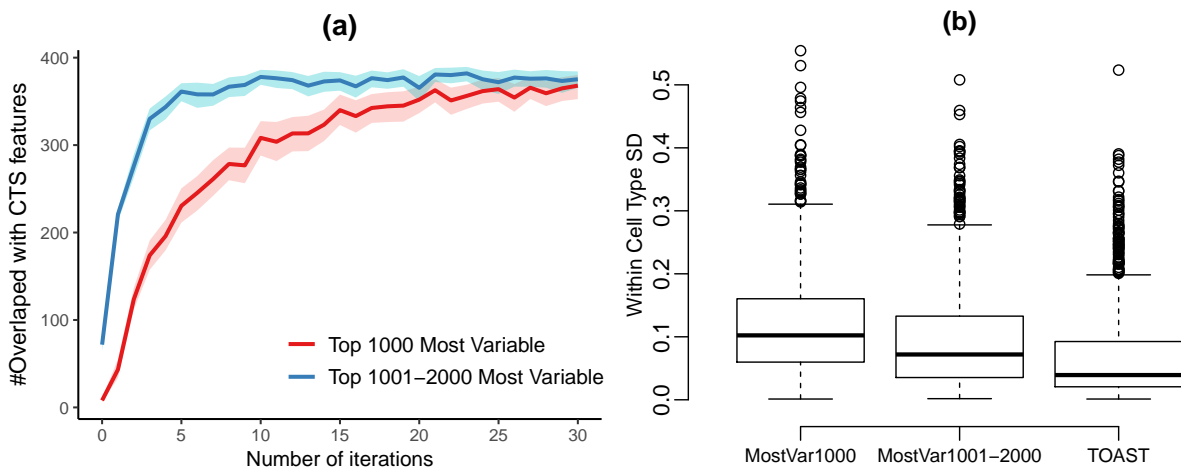 (a)
#Overlaped with CTS features
400
300
200
100
0
Top 1000 Most Variable
Top 1001−2000 Most Variable
0 5 10 15 20 25 30
Number of iterations
(b)
Within Cell Type SD
0.5
0.4
0.3
0.2
0.1
0.0
MostVar1000 MostVar1001−2000 TOAST